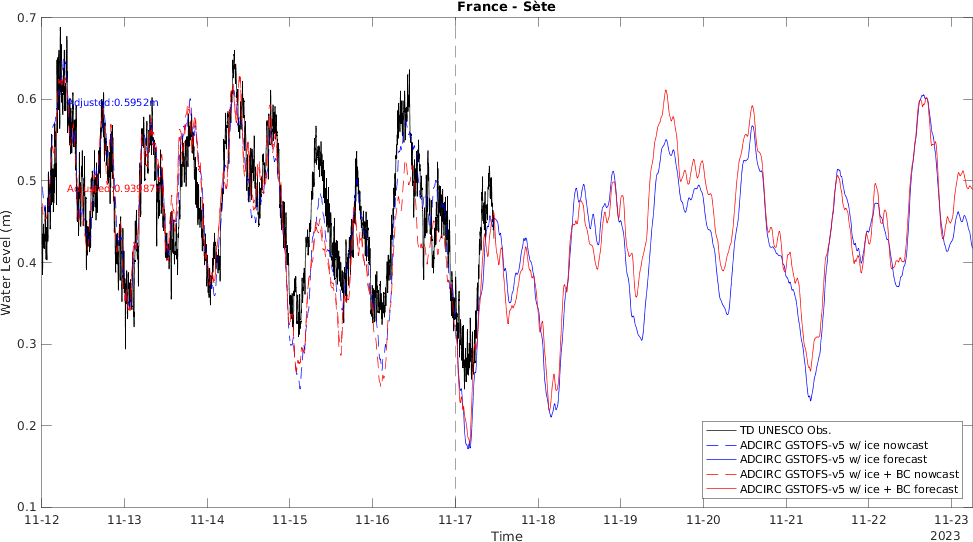 France - Sète
0.7
0.6
0.5
0.4
0.3
0.2
0.1
Water Level (m)
Adjusted:0.5952m
Adjusted:0.93987m
TD UNESCO Obs.
ADCIRC GSTOFS-v5 w/ ice nowcast
ADCIRC GSTOFS-v5 w/ ice forecast
ADCIRC GSTOFS-v5 w/ ice + BC nowcast
ADCIRC GSTOFS-v5 w/ ice + BC forecast
11-12 11-13 11-14 11-15 11-16 11-17 11-18 11-19 11-20 11-21 11-22 11-23
Time
2023